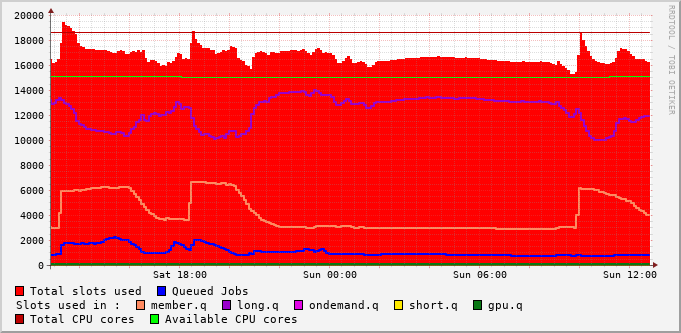 20000
18000
16000
14000
12000
10000
8000
6000
4000
2000
0
Sat 18:00 Sun 00:00 Sun 06:00 Sun 12:00
RRDTOOL / TOBI OETIKER
Total slots used Queued Jobs
Slots used in : member.q long.q ondemand.q short.q gpu.q
Total CPU cores Available CPU cores